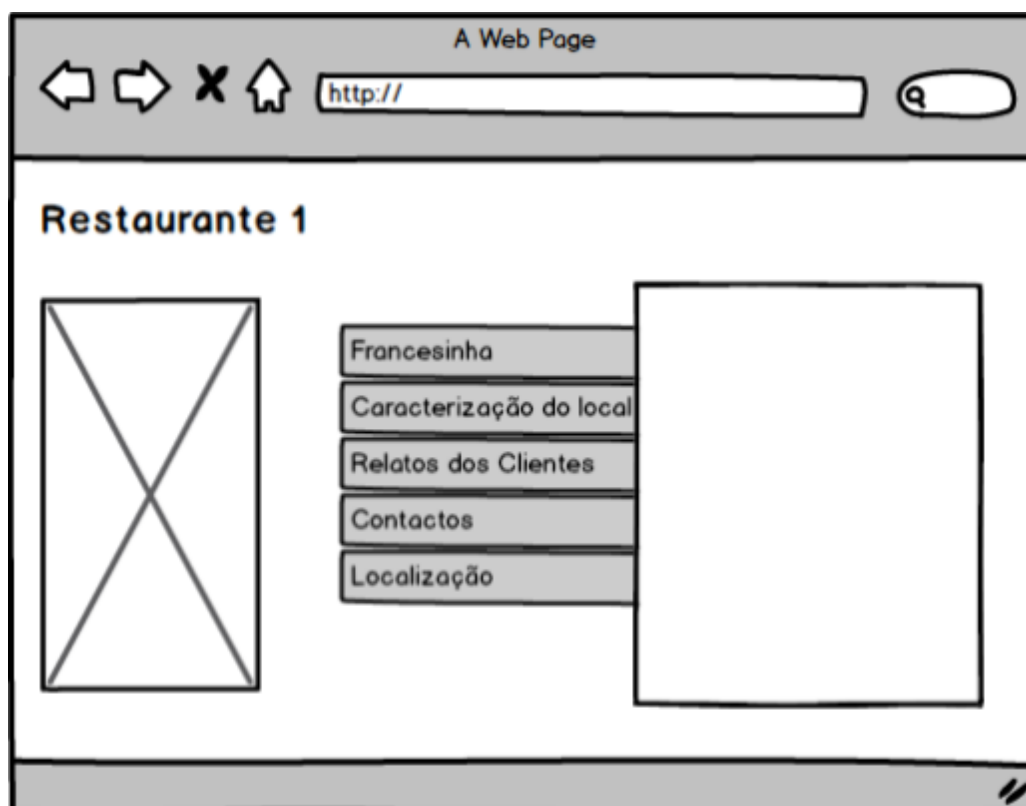 A Web Page
http://
Restaurante 1
Francesinha
Caracterização do local
Relatos dos Clientes
Contactos
Localização